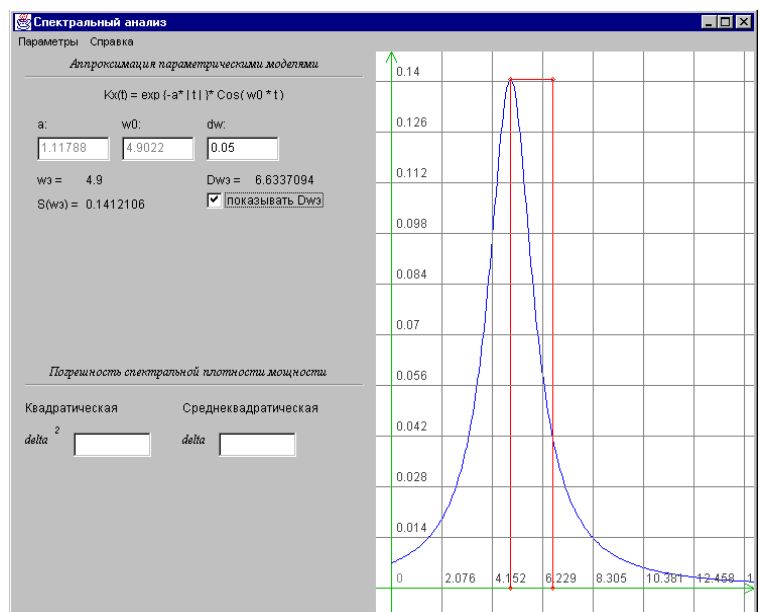 Спектральный анализ
Параметры Справка
Аппроксимация параметрическими моделями
Kx(t) = exp {-a* | t | }* Cos( w0 * t )
a: w0: dw:
1.11788 4.9022 0.05
wэ = 4.9 Dwэ = 6.6337094
S(wэ) = 0.1412106 показывать Dwэ
Погрешность спектральной плотности мощности
Квадратическая Среднеквадратическая
delta 2 delta
0.14
0.126
0.112
0.098
0.084
0.07
0.056
0.042
0.028
0.014
0 2.076 4.152 6.229 8.305 10.381 12.458 1